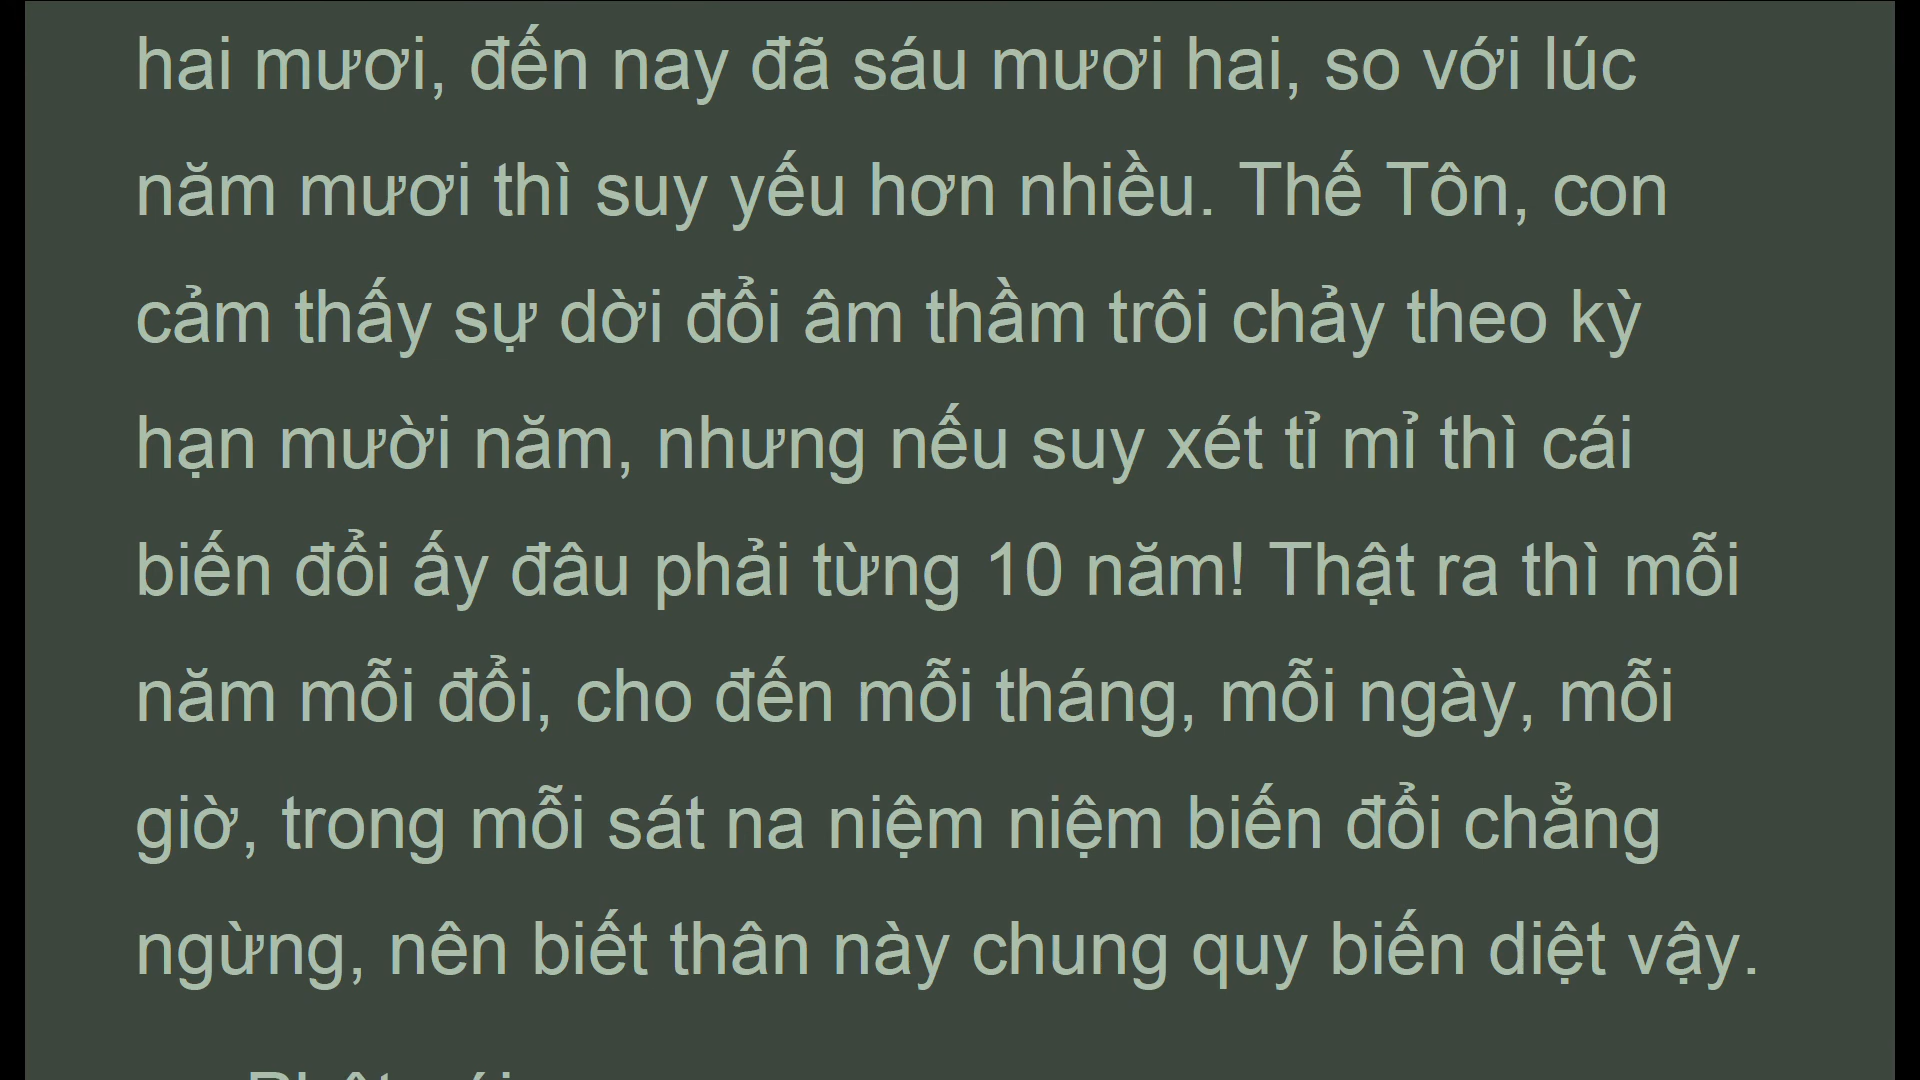 hai mươi, đến nay đã sáu mươi hai, so với lúc
năm mươi thì suy yếu hơn nhiều. Thế Tôn, con
cảm thấy sự dời đổi âm thầm trôi chảy theo kỳ
hạn mười năm, nhưng nếu suy xét tỉ mỉ thì cái
biến đổi ấy đâu phải từng 10 năm! Thật ra thì mỗi
năm mỗi đổi, cho đến mỗi tháng, mỗi ngày, mỗi
giờ, trong mỗi sát na niệm niệm biến đổi chẳng
ngừng, nên biết thân này chung quy biến diệt vậy.